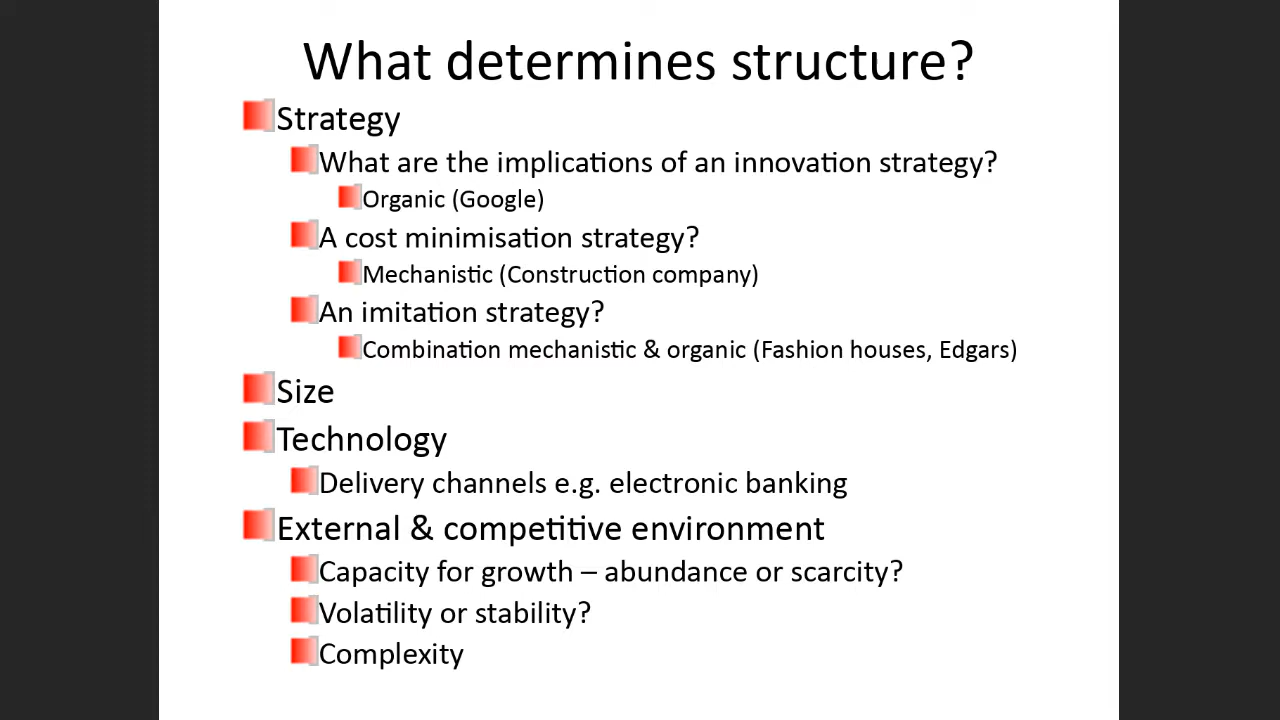 What determines structure?
Strategy
What are the implications of an innovation strategy?
Organic (Google)
A cost minimisation strategy?
Mechanistic (Construction company)
An imitation strategy?
Combination mechanistic & organic (Fashion houses, Edgars)
Size
Technology
Delivery channels e.g. electronic banking
External & competitive environment
Capacity for growth – abundance or scarcity?
Volatility or stability?
Complexity